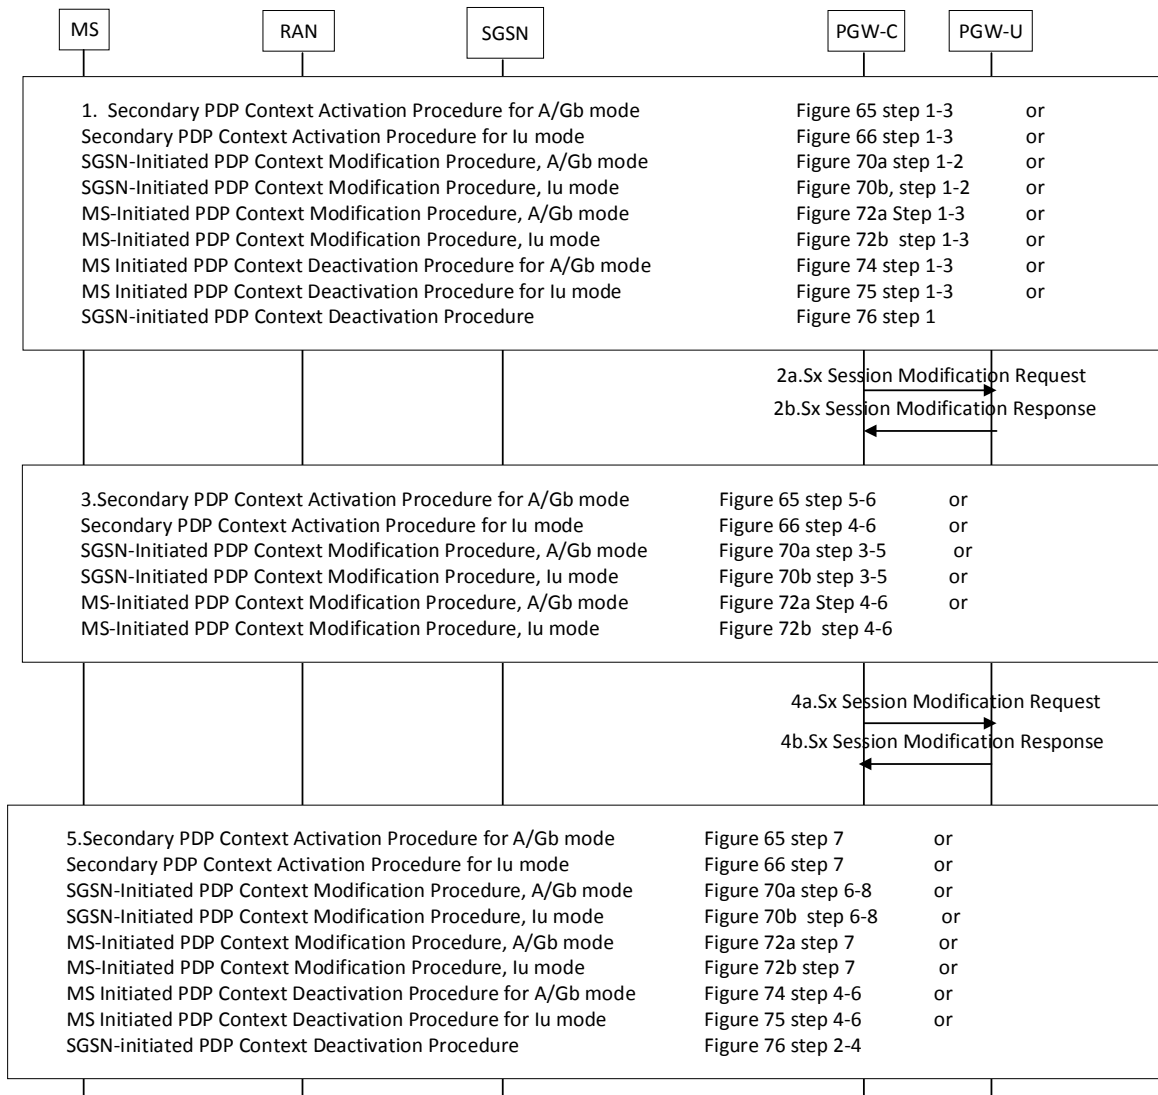 MS RAN SGSN PGW-C PGW-U
1. Secondary PDP Context Activation Procedure for A/Gb mode Figure 65 step 1-3 or
Secondary PDP Context Activation Procedure for Iu mode Figure 66 step 1-3 or
SGSN-Initiated PDP Context Modification Procedure, A/Gb mode Figure 70a step 1-2 or
SGSN-Initiated PDP Context Modification Procedure, Iu mode Figure 70b, step 1-2 or
MS-Initiated PDP Context Modification Procedure, A/Gb mode Figure 72a Step 1-3 or
MS-Initiated PDP Context Modification Procedure, Iu mode Figure 72b step 1-3 or
MS Initiated PDP Context Deactivation Procedure for A/Gb mode Figure 74 step 1-3 or
MS Initiated PDP Context Deactivation Procedure for Iu mode Figure 75 step 1-3 or
SGSN-initiated PDP Context Deactivation Procedure Figure 76 step 1
2a.Sx Session Modification Request
2b.Sx Session Modification Response
3.Secondary PDP Context Activation Procedure for A/Gb mode Figure 65 step 5-6 or
Secondary PDP Context Activation Procedure for Iu mode Figure 66 step 4-6 or
SGSN-Initiated PDP Context Modification Procedure, A/Gb mode Figure 70a step 3-5 or
SGSN-Initiated PDP Context Modification Procedure, Iu mode Figure 70b step 3-5 or
MS-Initiated PDP Context Modification Procedure, A/Gb mode Figure 72a Step 4-6 or
MS-Initiated PDP Context Modification Procedure, Iu mode Figure 72b step 4-6
4a.Sx Session Modification Request
4b.Sx Session Modification Response
5.Secondary PDP Context Activation Procedure for A/Gb mode Figure 65 step 7 or
Secondary PDP Context Activation Procedure for Iu mode Figure 66 step 7 or
SGSN-Initiated PDP Context Modification Procedure, A/Gb mode Figure 70a step 6-8 or
SGSN-Initiated PDP Context Modification Procedure, Iu mode Figure 70b step 6-8 or
MS-Initiated PDP Context Modification Procedure, A/Gb mode Figure 72a step 7 or
MS-Initiated PDP Context Modification Procedure, Iu mode Figure 72b step 7 or
MS Initiated PDP Context Deactivation Procedure for A/Gb mode Figure 74 step 4-6 or
MS Initiated PDP Context Deactivation Procedure for Iu mode Figure 75 step 4-6 or
SGSN-initiated PDP Context Deactivation Procedure Figure 76 step 2-4